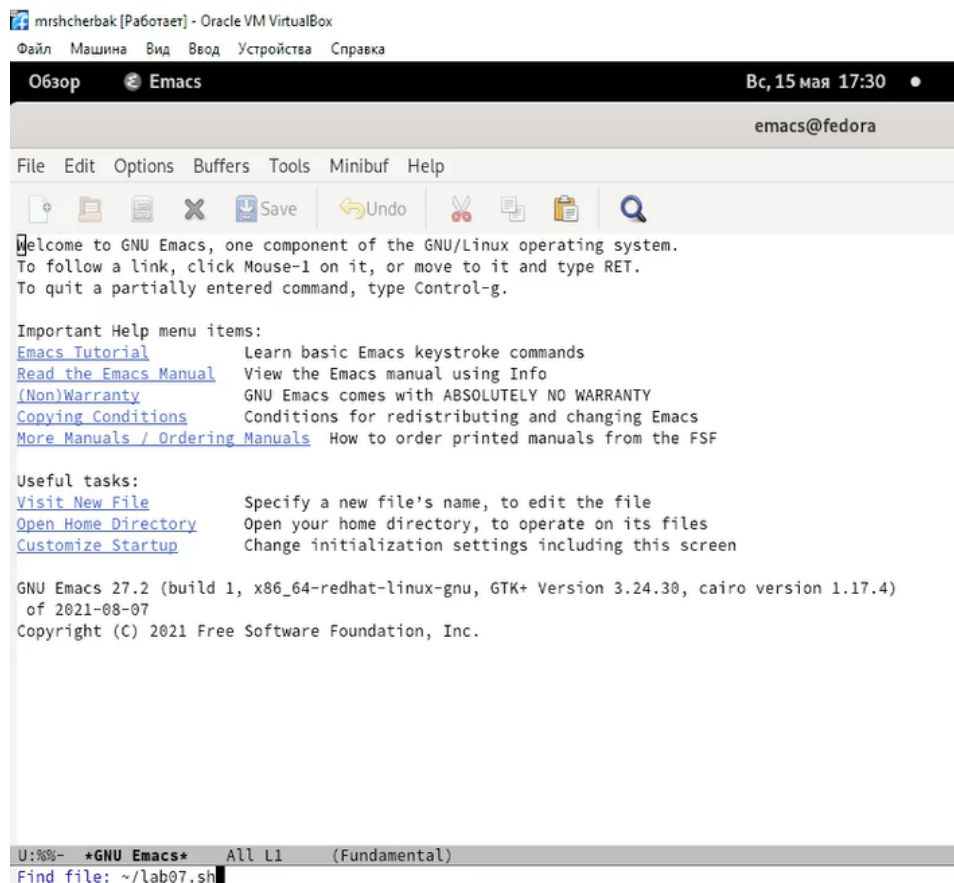 mrshcherbak [Работает] - Oracle VM VirtualBox
Файл Машина Вид Ввод Устройства Справка
Обзор Emacs Вс, 15 мая 17:30
emacs@fedora
File Edit Options Buffers Tools Minibuf Help
Save Undo
Welcome to GNU Emacs, one component of the GNU/Linux operating system.
To follow a link, click Mouse-1 on it, or move to it and type RET.
To quit a partially entered command, type Control-g.
Important Help menu items:
Emacs Tutorial Learn basic Emacs keystroke commands
Read the Emacs Manual View the Emacs manual using Info
(Non)Warranty GNU Emacs comes with ABSOLUTELY NO WARRANTY
Copying Conditions Conditions for redistributing and changing Emacs
More Manuals / Ordering Manuals How to order printed manuals from the FSF
Useful tasks:
Visit New File Specify a new file's name, to edit the file
Open Home Directory Open your home directory, to operate on its files
Customize Startup Change initialization settings including this screen
GNU Emacs 27.2 (build 1, x86_64-redhat-linux-gnu, GTK+ Version 3.24.30, cairo version 1.17.4)
of 2021-08-07
Copyright (C) 2021 Free Software Foundation, Inc.
U:%%- *GNU Emacs* All L1 (Fundamental)
Find file: ~/lab07.sh